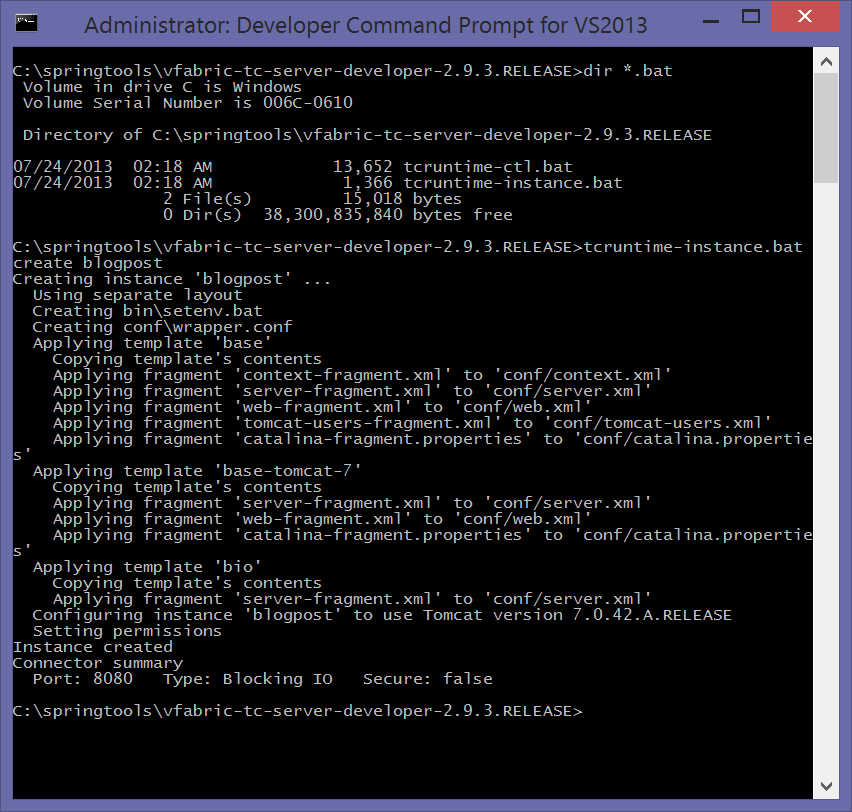 Administrator: Developer Command Prompt for VS2013
C:\springtools\vfabric-tc-server-developer-2.9.3.RELEASE>dir *.bat
 Volume in drive C is Windows
 Volume Serial Number is 006C-0610

 Directory of C:\springtools\vfabric-tc-server-developer-2.9.3.RELEASE

07/24/2013  02:18 AM            13,652 tcruntime-ctl.bat
07/24/2013  02:18 AM             1,366 tcruntime-instance.bat
               2 File(s)         15,018 bytes
               0 Dir(s)  38,300,835,840 bytes free

C:\springtools\vfabric-tc-server-developer-2.9.3.RELEASE>tcruntime-instance.bat
create blogpost
Creating instance 'blogpost' ...
  Using separate layout
  Creating bin\setenv.bat
  Creating conf\wrapper.conf
  Applying template 'base'
    Copying template's contents
    Applying fragment 'context-fragment.xml' to 'conf/context.xml'
    Applying fragment 'server-fragment.xml' to 'conf/server.xml'
    Applying fragment 'web-fragment.xml' to 'conf/web.xml'
    Applying fragment 'tomcat-users-fragment.xml' to 'conf/tomcat-users.xml'
    Applying fragment 'catalina-fragment.properties' to 'conf/catalina.propertie
s'
  Applying template 'base-tomcat-7'
    Copying template's contents
    Applying fragment 'server-fragment.xml' to 'conf/server.xml'
    Applying fragment 'web-fragment.xml' to 'conf/web.xml'
    Applying fragment 'catalina-fragment.properties' to 'conf/catalina.propertie
s'
  Applying template 'bio'
    Copying template's contents
    Applying fragment 'server-fragment.xml' to 'conf/server.xml'
  Configuring instance 'blogpost' to use Tomcat version 7.0.42.A.RELEASE
  Setting permissions
Instance created
Connector summary
  Port: 8080   Type: Blocking IO   Secure: false

C:\springtools\vfabric-tc-server-developer-2.9.3.RELEASE>